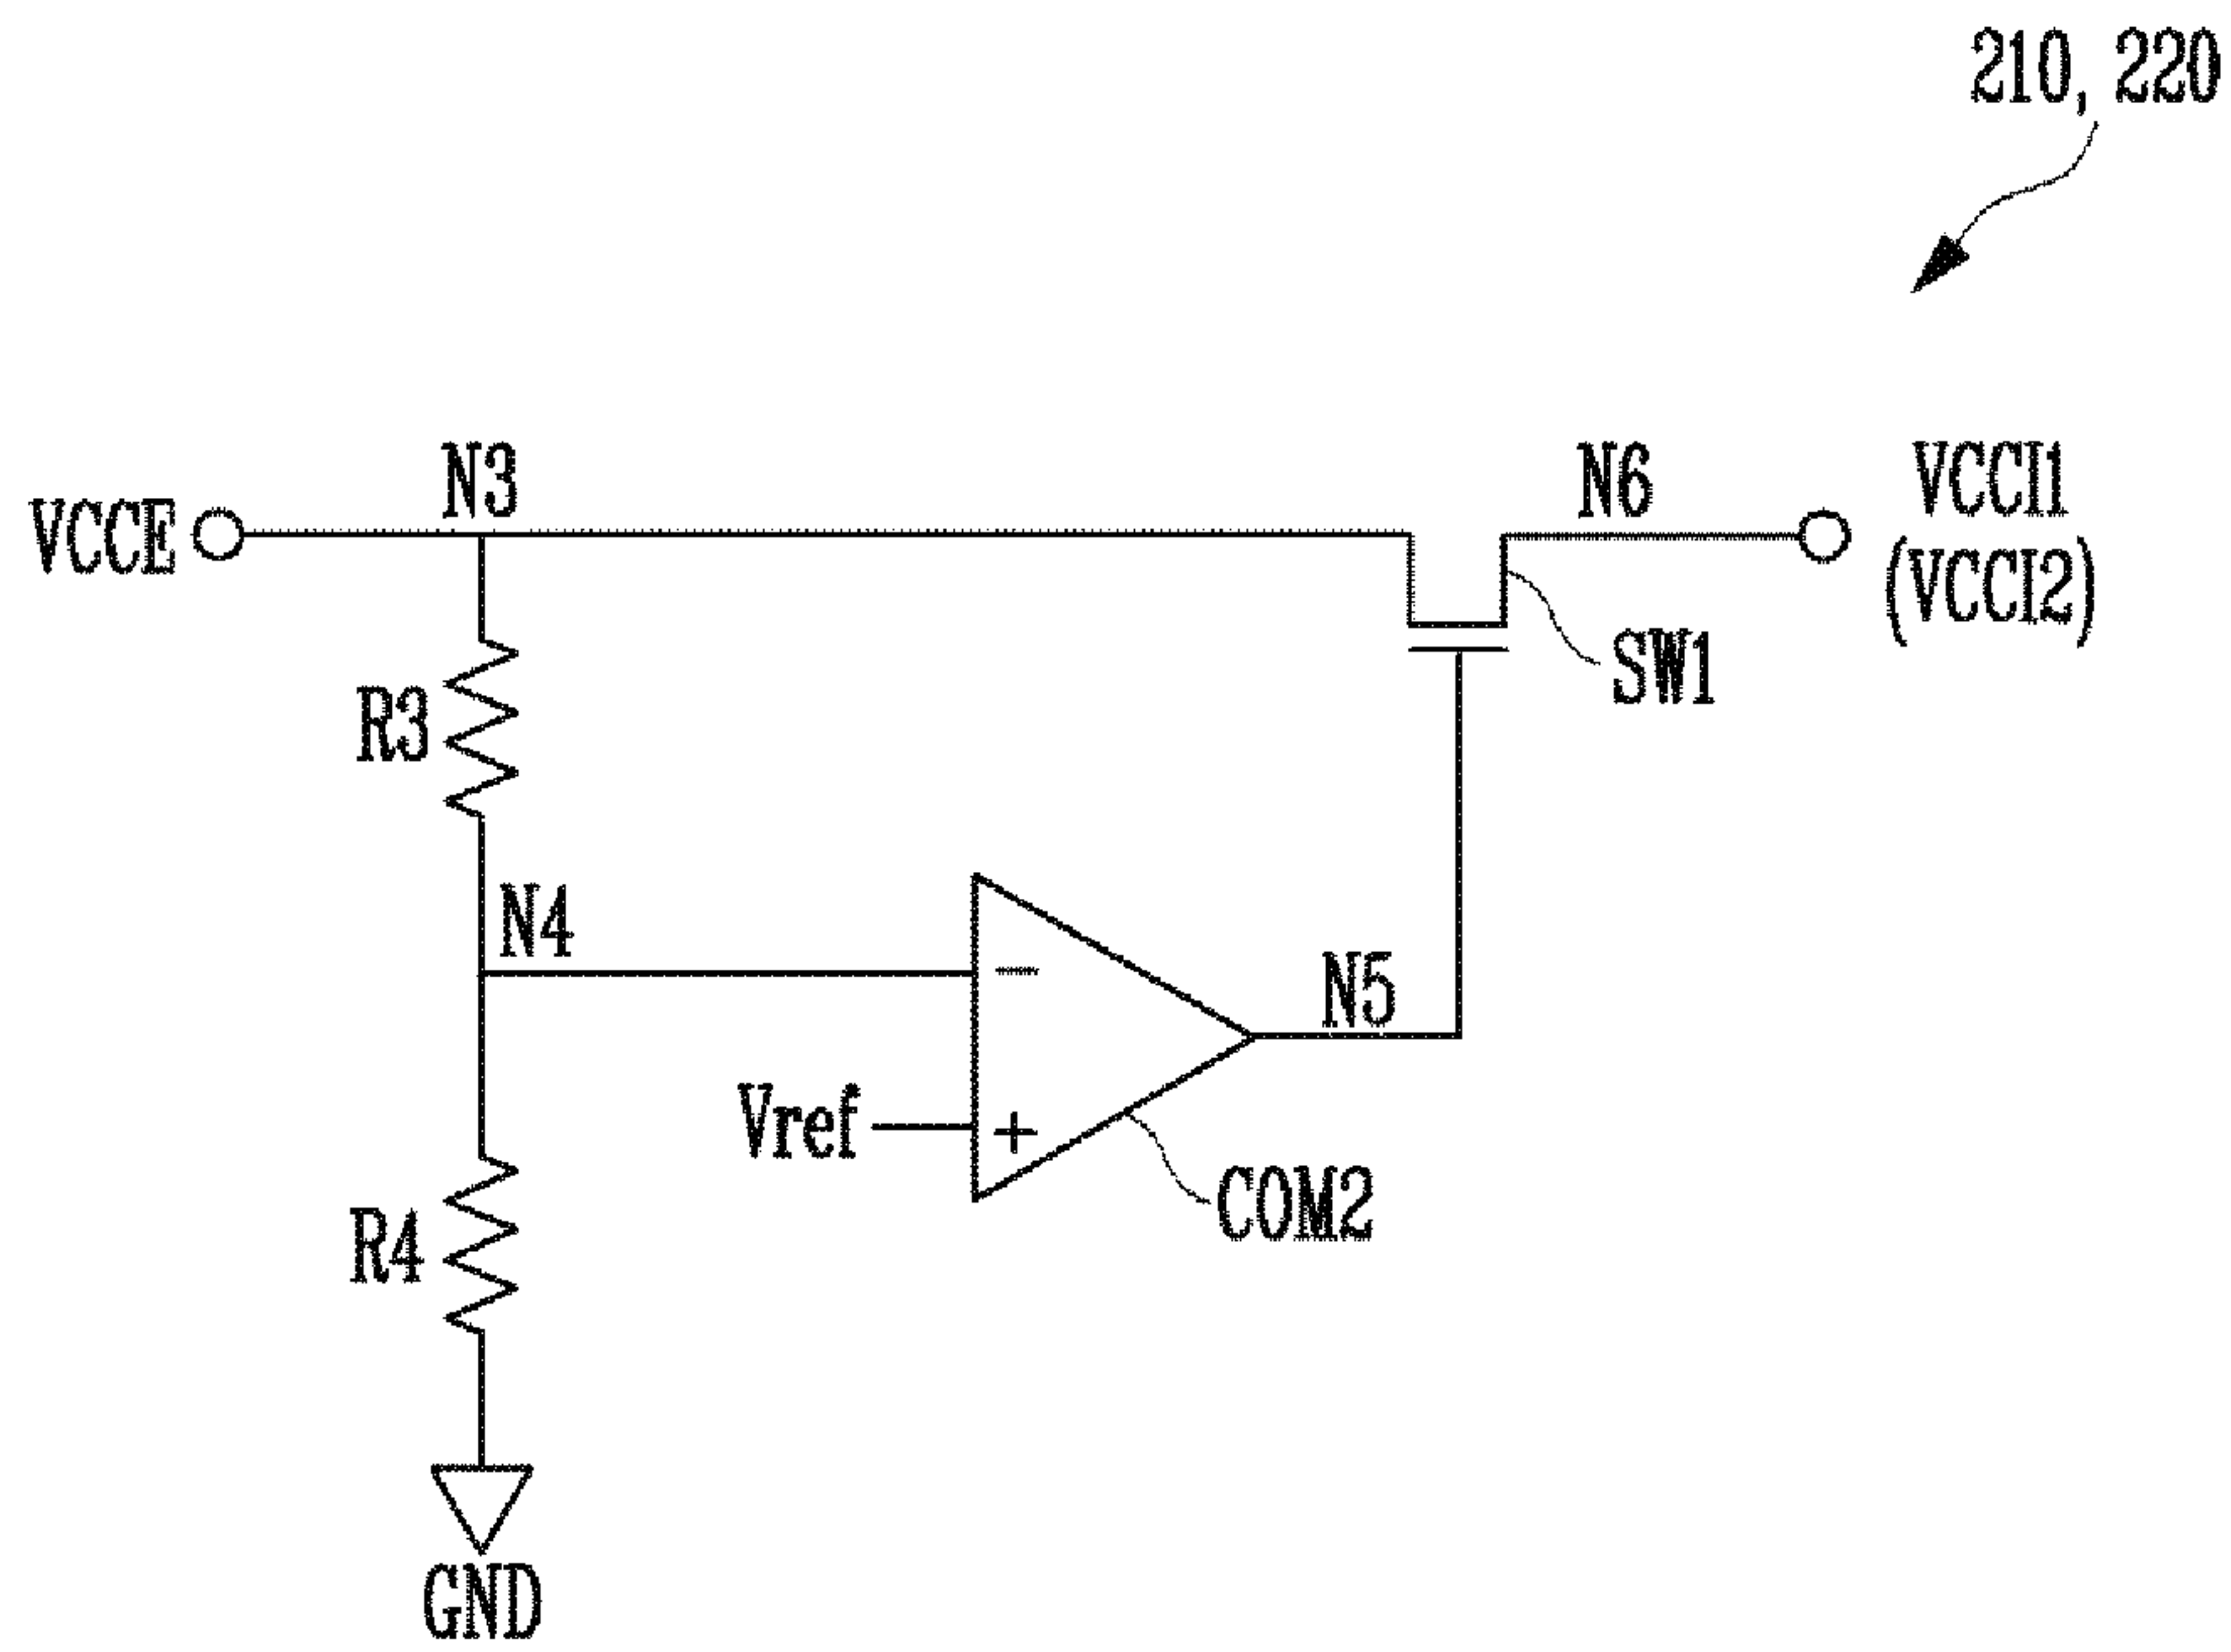 210, 220
N3
N6
VCCI1
VCCE
(VCCI2)
SW1
R3
N4
−
N5
Vref
+
COM2
R4
GND